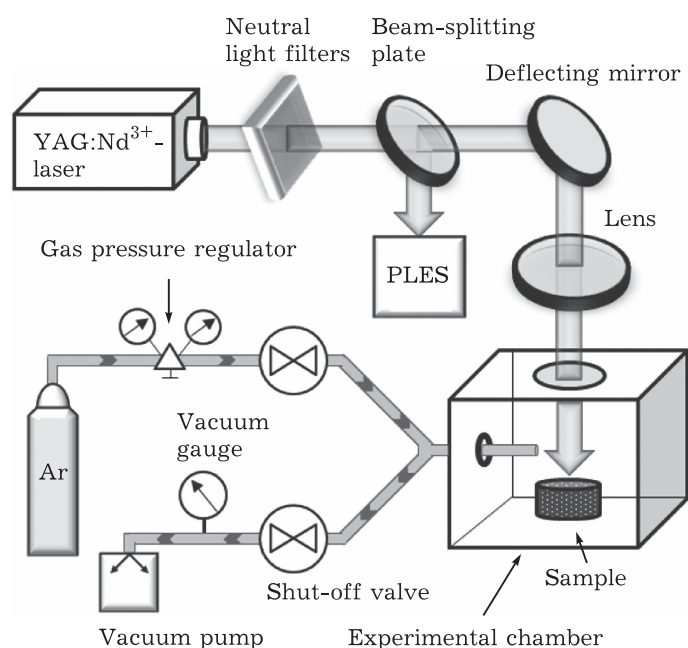 Neutral
light filters
Beam-splitting
plate
Deflecting mirror
YAG:Nd³⁺-
laser
Lens
Gas pressure regulator
PLES
Vacuum
gauge
Ar
Shut-off valve
Sample
Vacuum pump
Experimental chamber